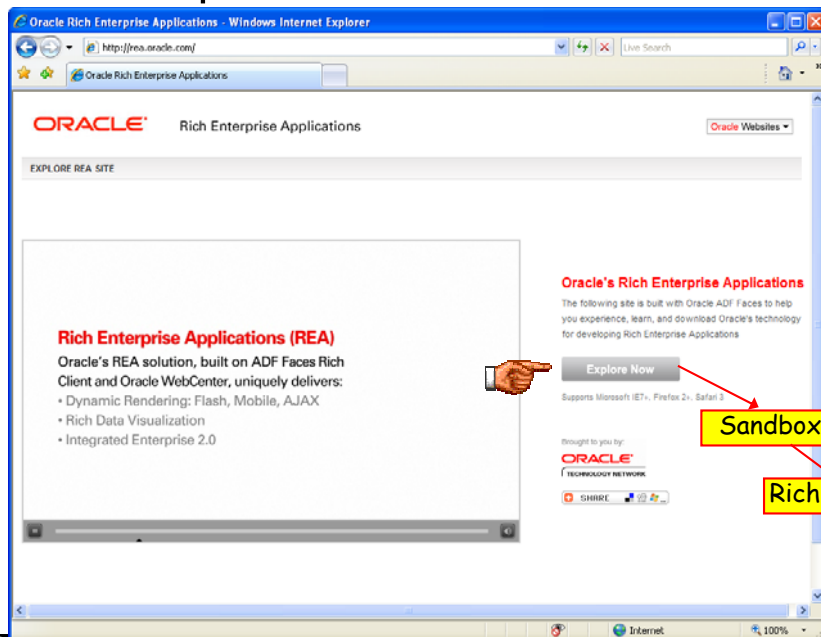 Oracle Rich Enterprise Applications - Windows Internet Explorer
http://rea.oracle.com/
Live Search
Oracle Rich Enterprise Applications
ORACLE Rich Enterprise Applications
Oracle Websites
EXPLORE REA SITE
Rich Enterprise Applications (REA)
Oracle's REA solution, built on ADF Faces Rich
Client and Oracle WebCenter, uniquely delivers:
• Dynamic Rendering: Flash, Mobile, AJAX
• Rich Data Visualization
• Integrated Enterprise 2.0
Oracle's Rich Enterprise Applications
The following site is built with Oracle ADF Faces to help
you experience, learn, and download Oracle's technology
for developing Rich Enterprise Applications
Explore Now
Supports Microsoft IE7+, Firefox 2+, Safari 3
Sandbox
Brought to you by:
ORACLE
TECHNOLOGY NETWORK
Rich
SHARE
Internet
100%